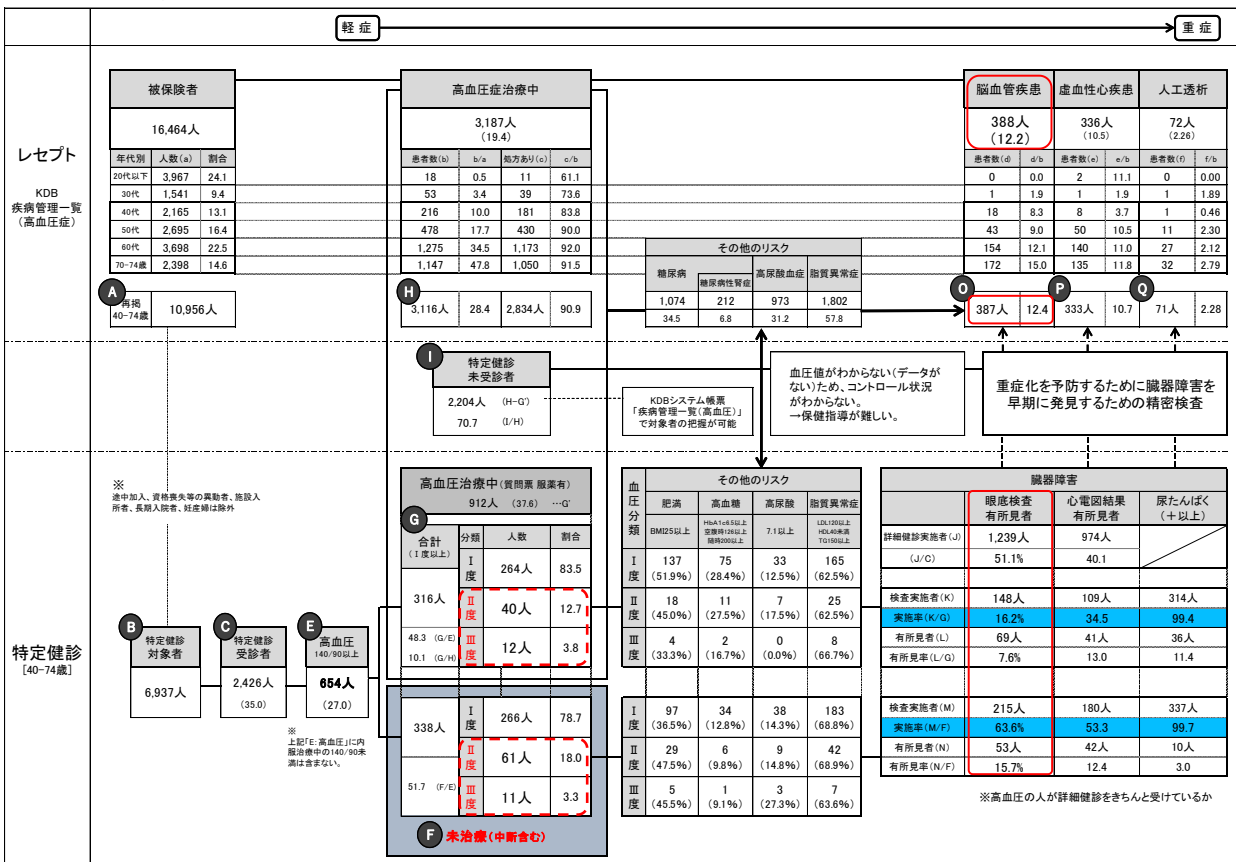 軽症
重症
レセプト
KDB
疾病管理一覧
(高血圧症)
被保険者
16,464人
年代別 人数(a) 割合
20代以下 3,967 24.1
30代 1,541 9.4
40代 2,165 13.1
50代 2,695 16.4
60代 3,698 22.5
70-74歳 2,398 14.6
A
再掲
40-74歳
10,956人
高血圧症治療中
3,187人
(19.4)
患者数(b) b/a 処方あり(c) c/b
18 0.5 11 61.1
53 3.4 39 73.6
216 10.0 181 83.8
478 17.7 430 90.0
1,275 34.5 1,173 92.0
1,147 47.8 1,050 91.5
H
3,116人 28.4 2,834人 90.9
その他のリスク
糖尿病 糖尿病性腎症 高尿酸血症 脂質異常症
1,074 212 973 1,802
34.5 6.8 31.2 57.8
脳血管疾患 虚血性心疾患 人工透析
388人 336人 72人
(12.2) (10.5) (2.26)
患者数(d) d/b 患者数(e) e/b 患者数(f) f/b
0 0.0 2 11.1 0 0.00
1 1.9 1 1.9 1 1.89
18 8.3 8 3.7 1 0.46
43 9.0 50 10.5 11 2.30
154 12.1 140 11.0 27 2.12
172 15.0 135 11.8 32 2.79
O P Q
387人 12.4 333人 10.7 71人 2.28
I
特定健診
未受診者
2,204人 (H-G')
70.7 (I/H)
KDBシステム帳票
「疾病管理一覧(高血圧)」
で対象者の把握が可能
血圧値がわからない(データが
ない)ため、コントロール状況
がわからない。
→保健指導が難しい。
重症化を予防するために臓器障害を
早期に発見するための精密検査
特定健診
[40-74歳]
※
途中加入、資格喪失等の異動者、施設入
所者、長期入院者、妊産婦は除外
B
特定健診
対象者
6,937人
C
特定健診
受診者
2,426人
(35.0)
E
高血圧
140/90以上
654人
(27.0)
※
上記「E:高血圧」に内
服治療中の140/90未
満は含まない。
高血圧治療中(質問票 服薬有)
912人 (37.6) …G'
G
合計
(Ⅰ度以上)
分類 人数 割合
316人
48.3 (G/E)
10.1 (G/H)
Ⅰ度 264人 83.5
Ⅱ度 40人 12.7
Ⅲ度 12人 3.8
338人
51.7 (F/E)
Ⅰ度 266人 78.7
Ⅱ度 61人 18.0
Ⅲ度 11人 3.3
F 未治療(中断含む)
血圧分類
その他のリスク
肥満 高血糖 高尿酸 脂質異常症
BMI25以上
HbA1c6.5以上
空腹時126以上
随時200以上
7.1以上
LDL120以上
HDL40未満
TG150以上
Ⅰ度 137 75 33 165
(51.9%) (28.4%) (12.5%) (62.5%)
Ⅱ度 18 11 7 25
(45.0%) (27.5%) (17.5%) (62.5%)
Ⅲ度 4 2 0 8
(33.3%) (16.7%) (0.0%) (66.7%)
Ⅰ度 97 34 38 183
(36.5%) (12.8%) (14.3%) (68.8%)
Ⅱ度 29 6 9 42
(47.5%) (9.8%) (14.8%) (68.9%)
Ⅲ度 5 1 3 7
(45.5%) (9.1%) (27.3%) (63.6%)
臓器障害
眼底検査
有所見者
心電図結果
有所見者
尿たんぱく
(+以上)
詳細健診実施者(J) 1,239人 974人
(J/C) 51.1% 40.1
検査実施者(K) 148人 109人 314人
実施率(K/G) 16.2% 34.5 99.4
有所見者(L) 69人 41人 36人
有所見率(L/G) 7.6% 13.0 11.4
検査実施者(M) 215人 180人 337人
実施率(M/F) 63.6% 53.3 99.7
有所見者(N) 53人 42人 10人
有所見率(N/F) 15.7% 12.4 3.0
※高血圧の人が詳細健診をきちんと受けているか